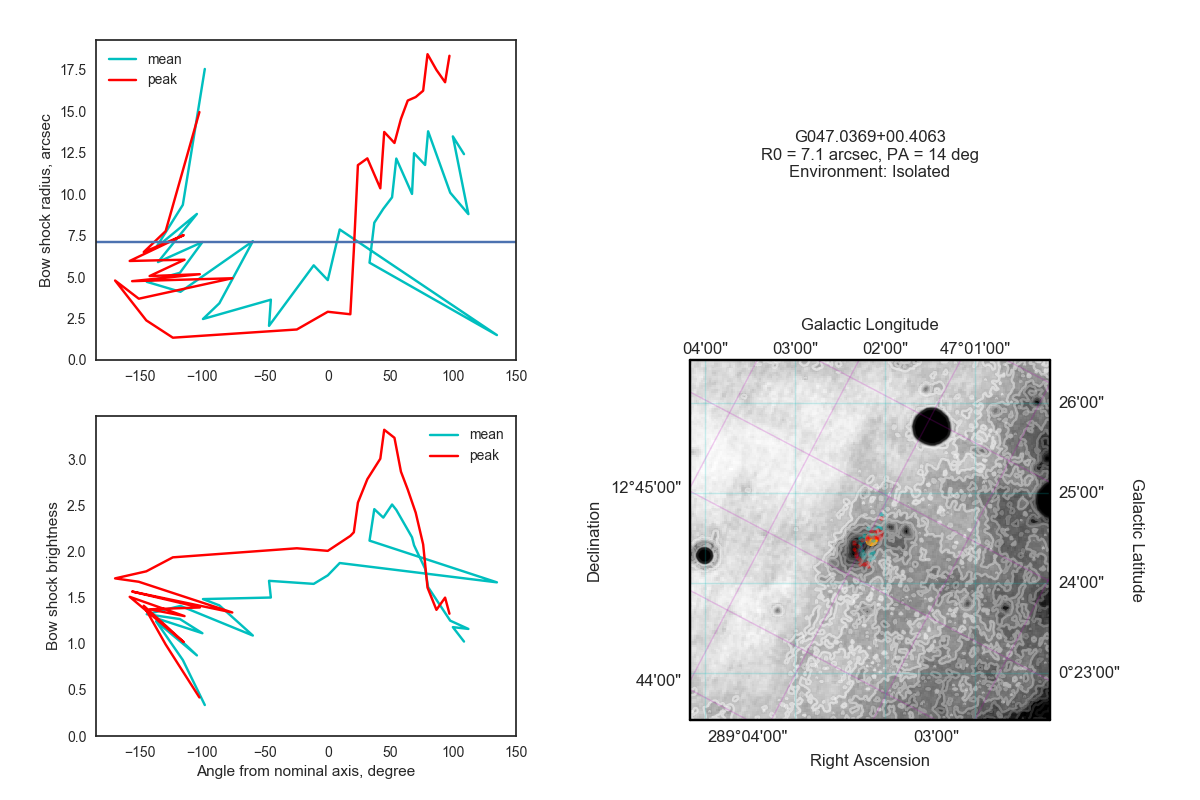 mean
peak
17.5
15.0
12.5
10.0
7.5
5.0
2.5
0.0
Bow shock radius, arcsec
−150 −100 −50 0 50 100 150
mean
peak
3.0
2.5
2.0
1.5
1.0
0.5
0.0
Bow shock brightness
−150 −100 −50 0 50 100 150
Angle from nominal axis, degree
G047.0369+00.4063
R0 = 7.1 arcsec, PA = 14 deg
Environment: Isolated
Galactic Longitude
04'00" 03'00" 02'00" 47°01'00"
26'00"
25'00"
24'00"
0°23'00"
Galactic Latitude
12°45'00"
44'00"
Declination
289°04'00" 03'00"
Right Ascension